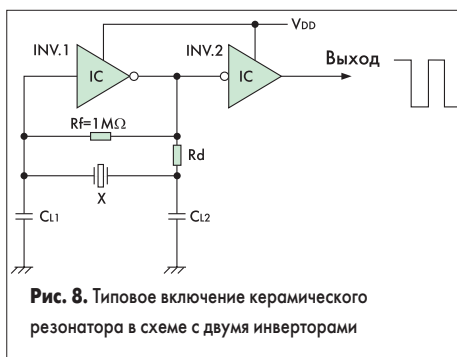 VDD
INV.1
INV.2
Выход
IC
IC
Rf=1MΩ
Rd
X
CL1
CL2
Рис. 8. Типовое включение керамического
резонатора в схеме с двумя инверторами